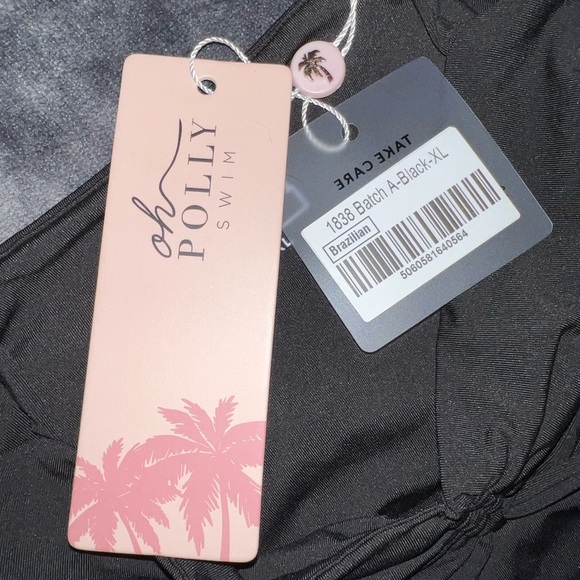 oh
POLLY
SWIM
TAKE CARE
1838 Batch A-Black-XL
Brazilian
5060581640564